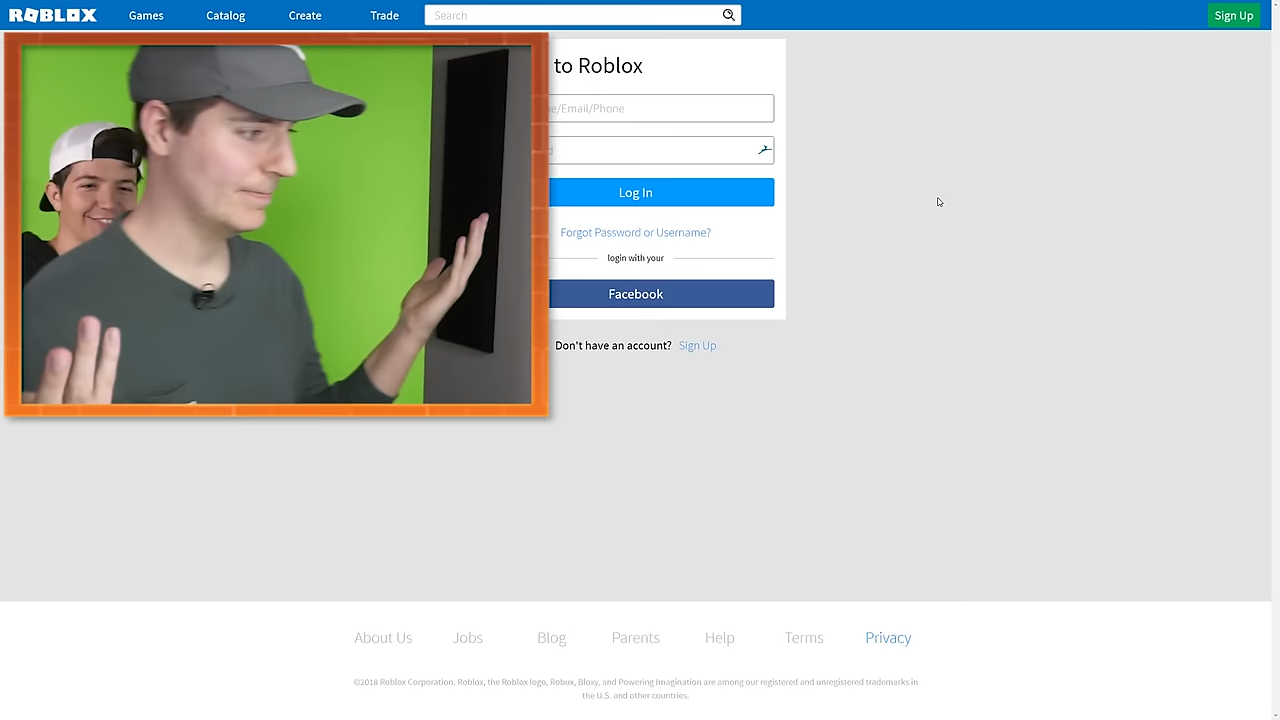 ROBLOX Games Catalog Create Trade Search Sign Up
to Roblox
e/Email/Phone
d
Log In
Forgot Password or Username?
login with your
Facebook
Don't have an account? Sign Up
About Us Jobs Blog Parents Help Terms Privacy
©2018 Roblox Corporation. Roblox, the Roblox logo, Robux, Bloxy, and Powering Imagination are among our registered and unregistered trademarks in
the U.S. and other countries.